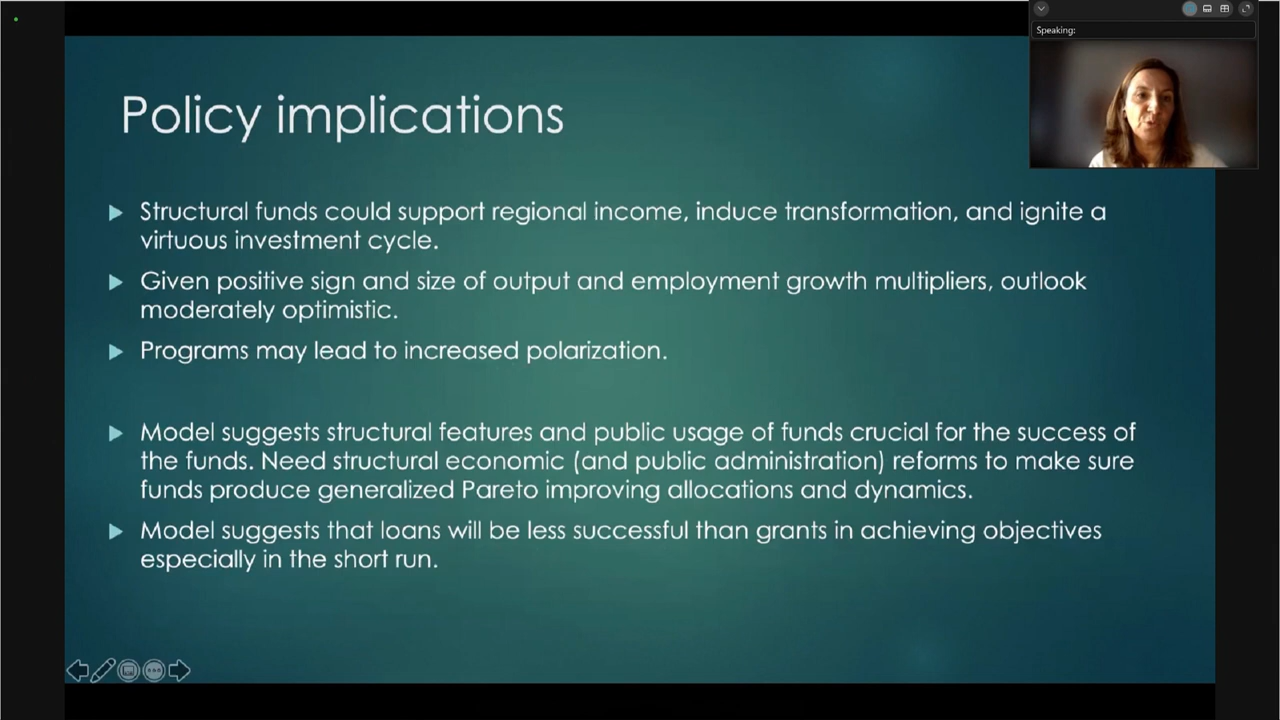 Speaking:
Policy implications
Structural funds could support regional income, induce transformation, and ignite a
virtuous investment cycle.
Given positive sign and size of output and employment growth multipliers, outlook
moderately optimistic.
Programs may lead to increased polarization.
Model suggests structural features and public usage of funds crucial for the success of
the funds. Need structural economic (and public administration) reforms to make sure
funds produce generalized Pareto improving allocations and dynamics.
Model suggests that loans will be less successful than grants in achieving objectives
especially in the short run.